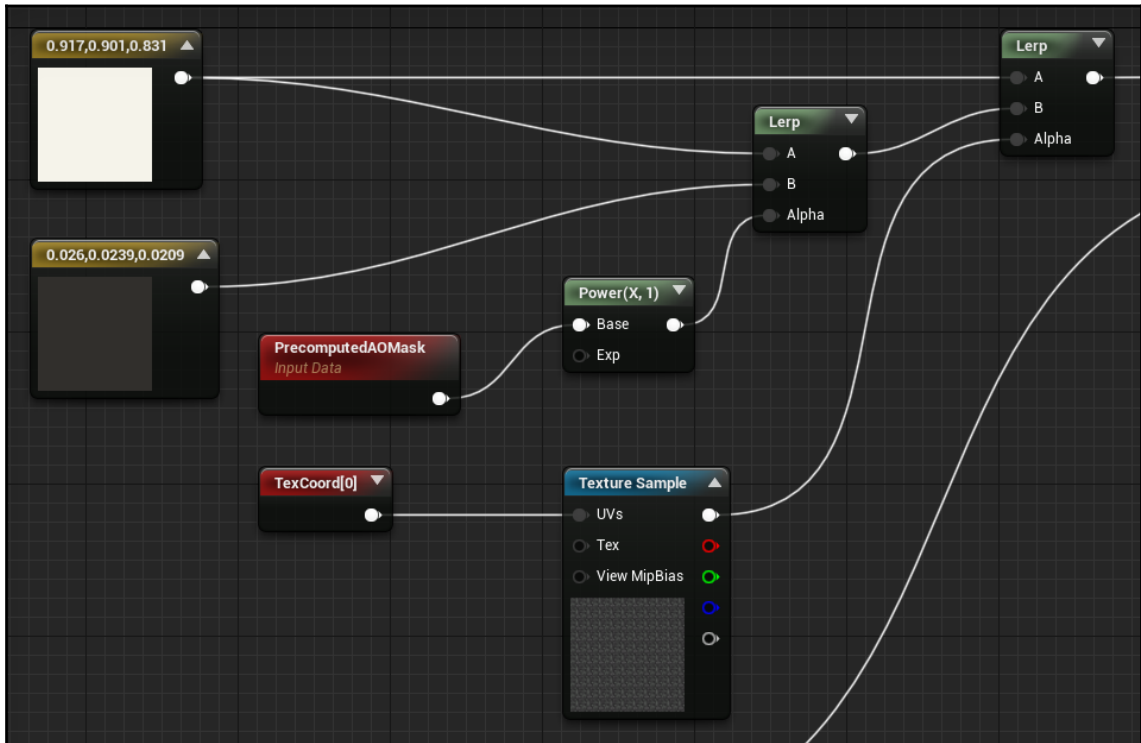 0.917,0.901,0.831
Lerp
A
B
Alpha
Lerp
A
B
Alpha
0.026,0.0239,0.0209
Power(X, 1)
Base
Exp
PrecomputedAOMask
Input Data
TexCoord[0]
Texture Sample
UVs
Tex
View MipBias